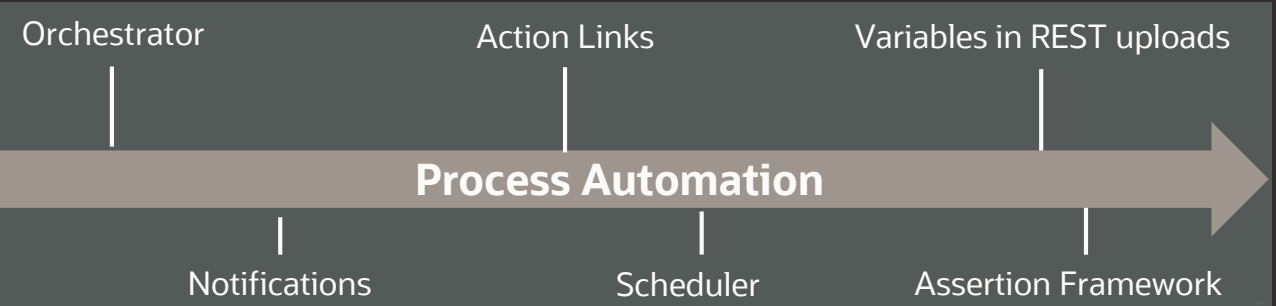 Orchestrator
Action Links
Variables in REST uploads
Process Automation
Notifications
Scheduler
Assertion Framework